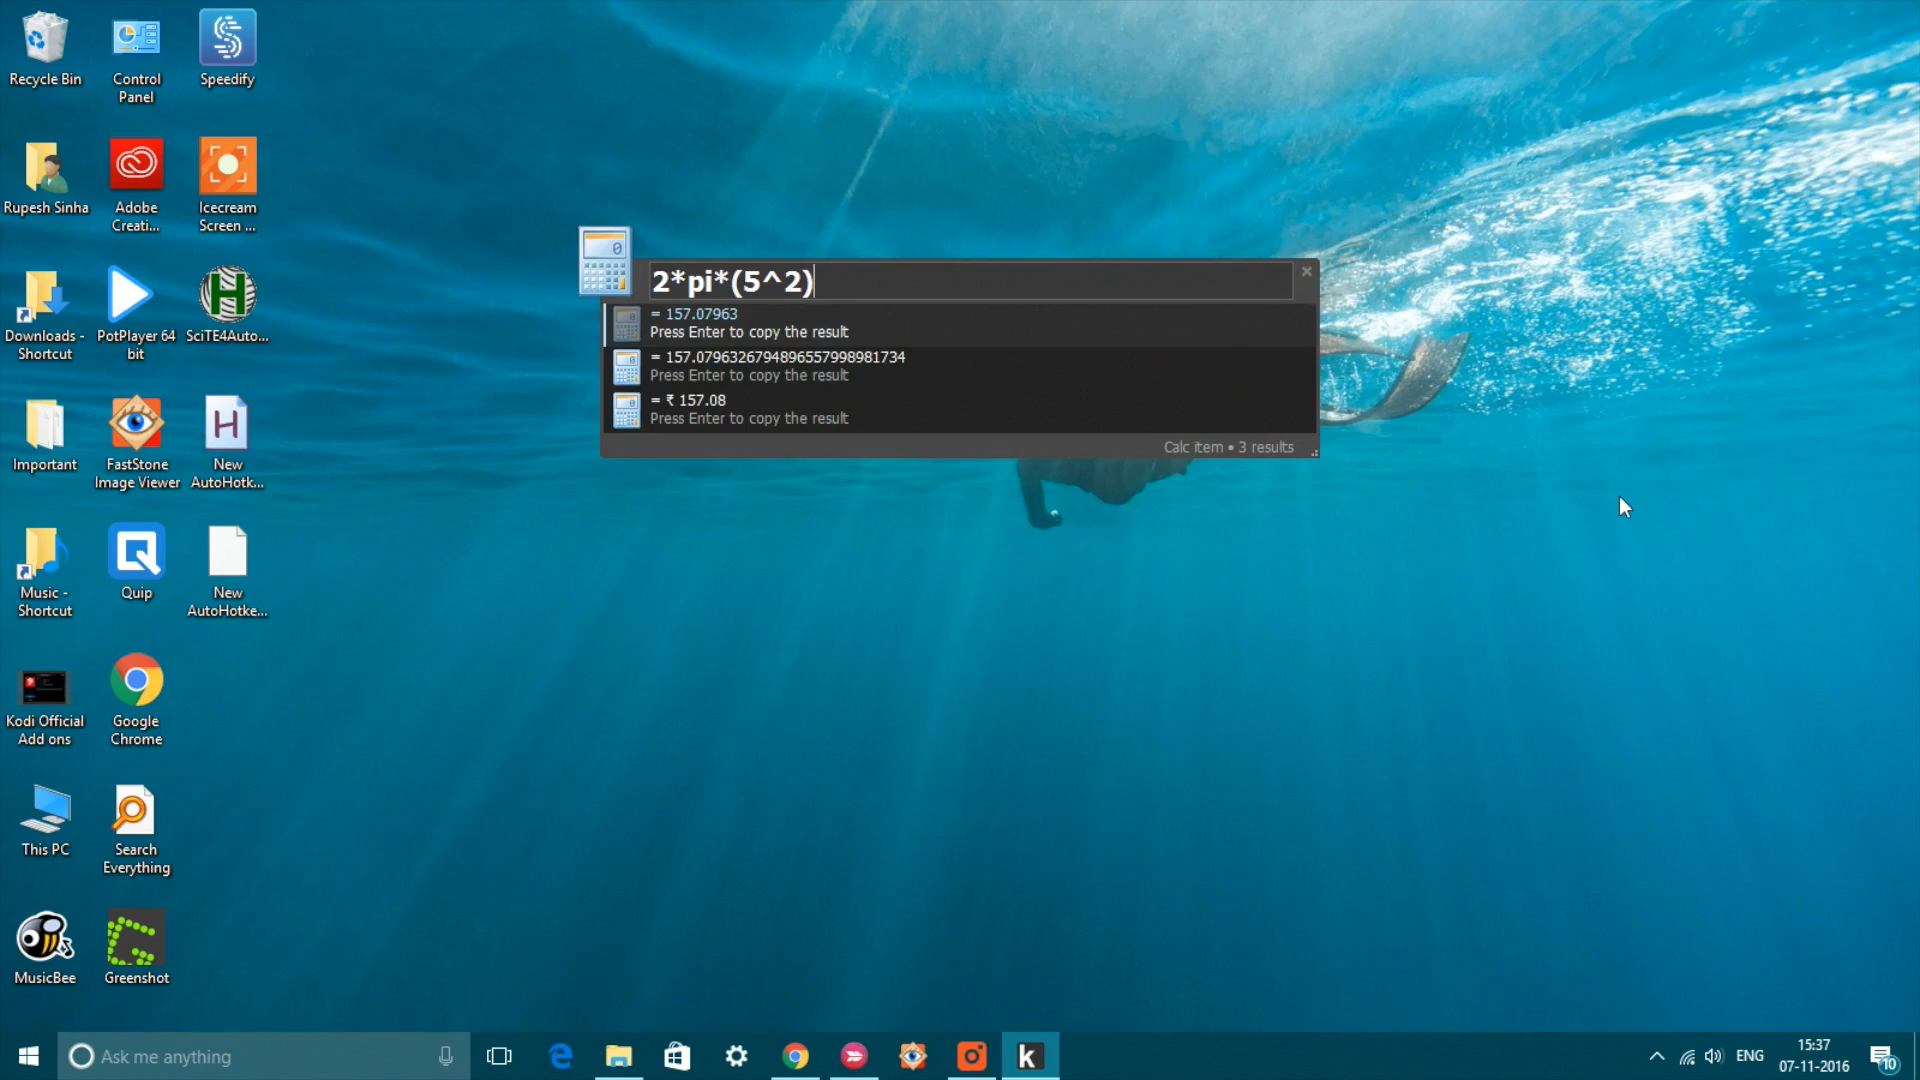 Recycle Bin
Control
Panel
Speedify
Rupesh Sinha
Adobe
Creati...
Icecream
Screen ...
Downloads -
Shortcut
PotPlayer 64
bit
SciTE4Auto...
Important
FastStone
Image Viewer
New
AutoHotk...
Music -
Shortcut
Quip
New
AutoHotke...
Kodi Official
Add ons
Google
Chrome
This PC
Search
Everything
MusicBee
Greenshot
2*pi*(5^2)
= 157.07963
Press Enter to copy the result
= 157.0796326794896557998981734
Press Enter to copy the result
= ₹ 157.08
Press Enter to copy the result
Calc item • 3 results
Ask me anything
ENG
15:37
07-11-2016
10